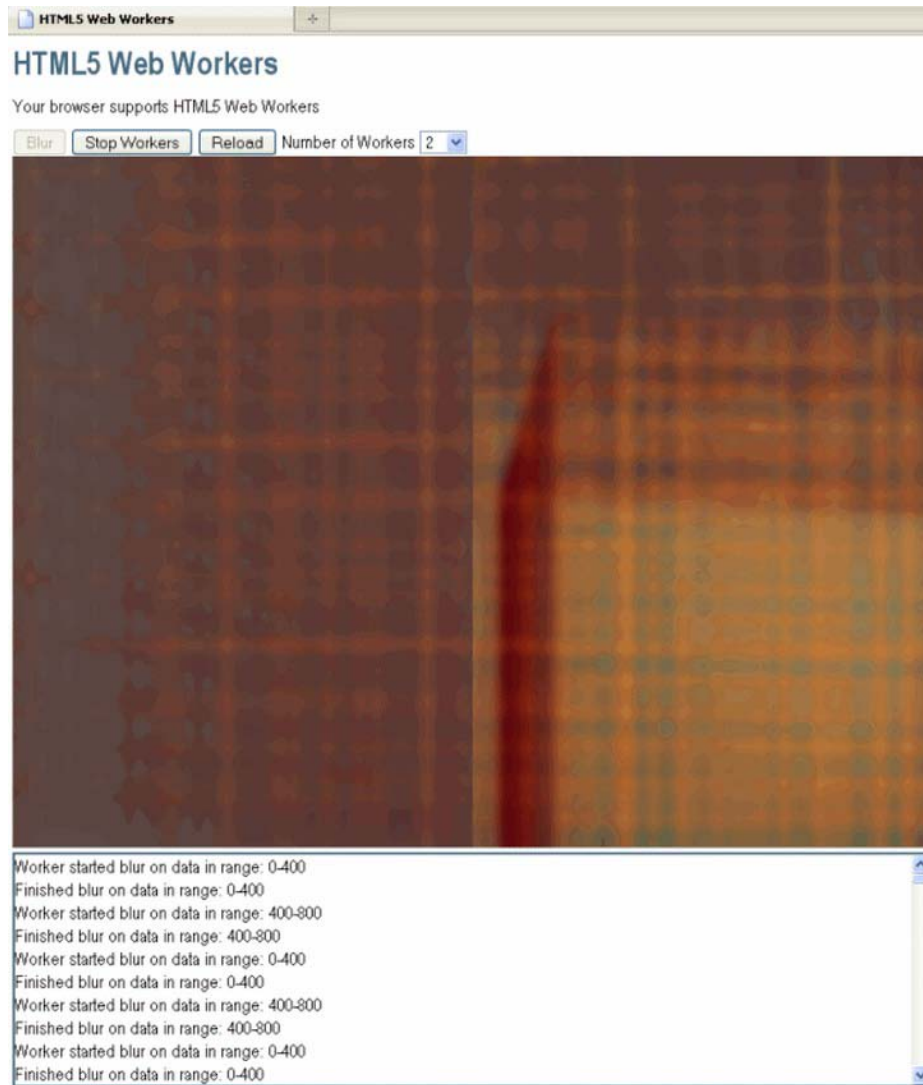 HTML5 Web Workers
HTML5 Web Workers
Your browser supports HTML5 Web Workers
Blur Stop Workers Reload Number of Workers 2
Worker started blur on data in range: 0-400
Finished blur on data in range: 0-400
Worker started blur on data in range: 400-800
Finished blur on data in range: 400-800
Worker started blur on data in range: 0-400
Finished blur on data in range: 0-400
Worker started blur on data in range: 400-800
Finished blur on data in range: 400-800
Worker started blur on data in range: 0-400
Finished blur on data in range: 0-400